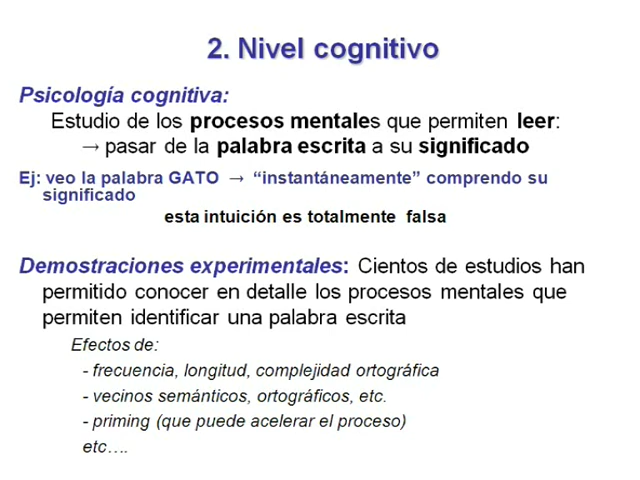 2. Nivel cognitivo
Psicología cognitiva:
Estudio de los procesos mentales que permiten leer:
→ pasar de la palabra escrita a su significado
Ej: veo la palabra GATO → “instantáneamente” comprendo su
significado
esta intuición es totalmente falsa
Demostraciones experimentales: Cientos de estudios han
permitido conocer en detalle los procesos mentales que
permiten identificar una palabra escrita
Efectos de:
- frecuencia, longitud, complejidad ortográfica
- vecinos semánticos, ortográficos, etc.
- priming (que puede acelerar el proceso)
etc….